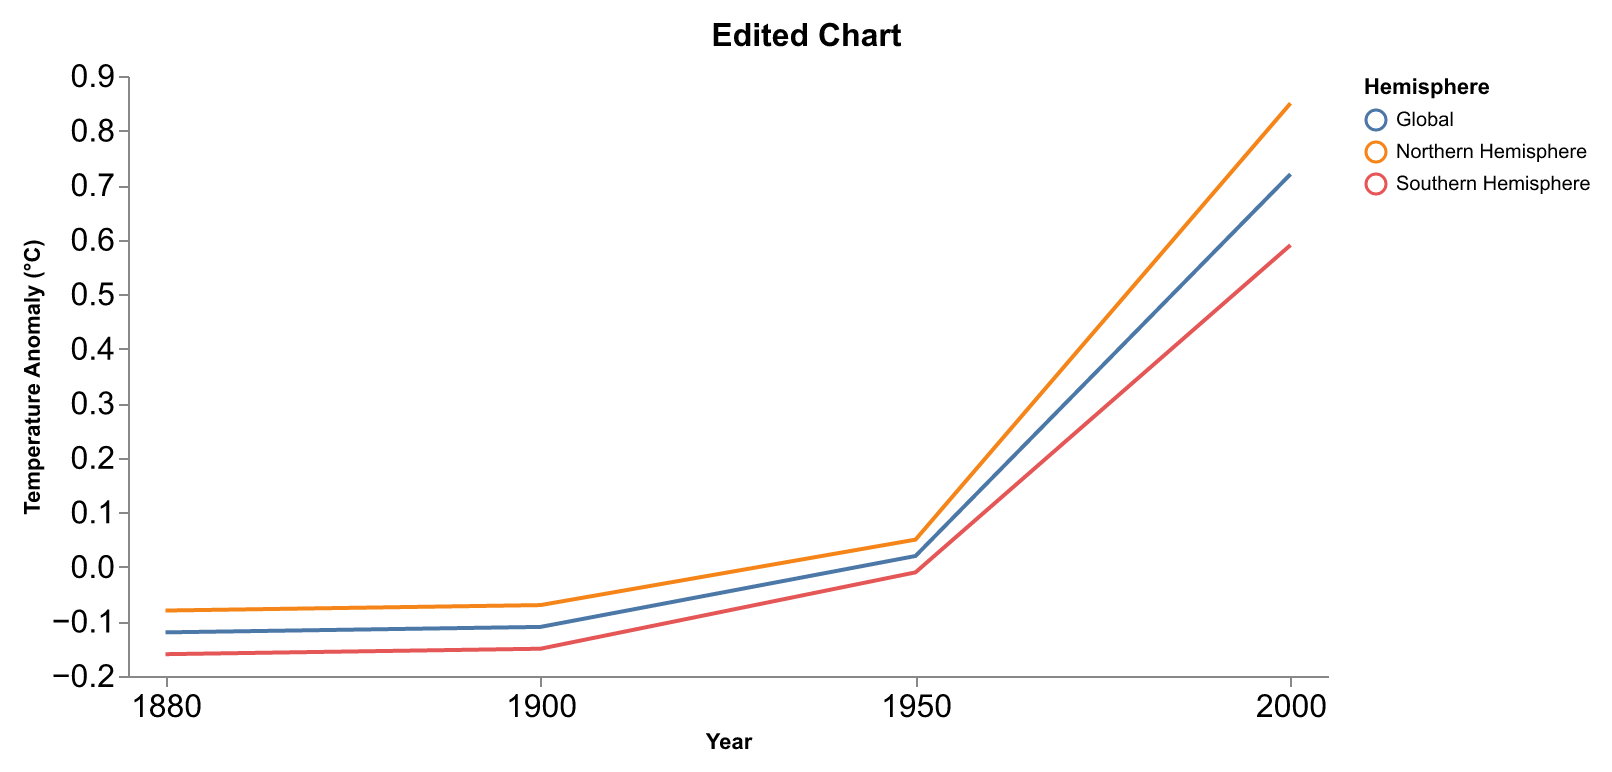 Edited Chart
0.9
0.8
0.7
0.6
0.5
0.4
0.3
0.2
0.1
0.0
−0.1
−0.2
Temperature Anomaly (°C)
1880 1900 1950 2000
Year
Hemisphere
Global
Northern Hemisphere
Southern Hemisphere